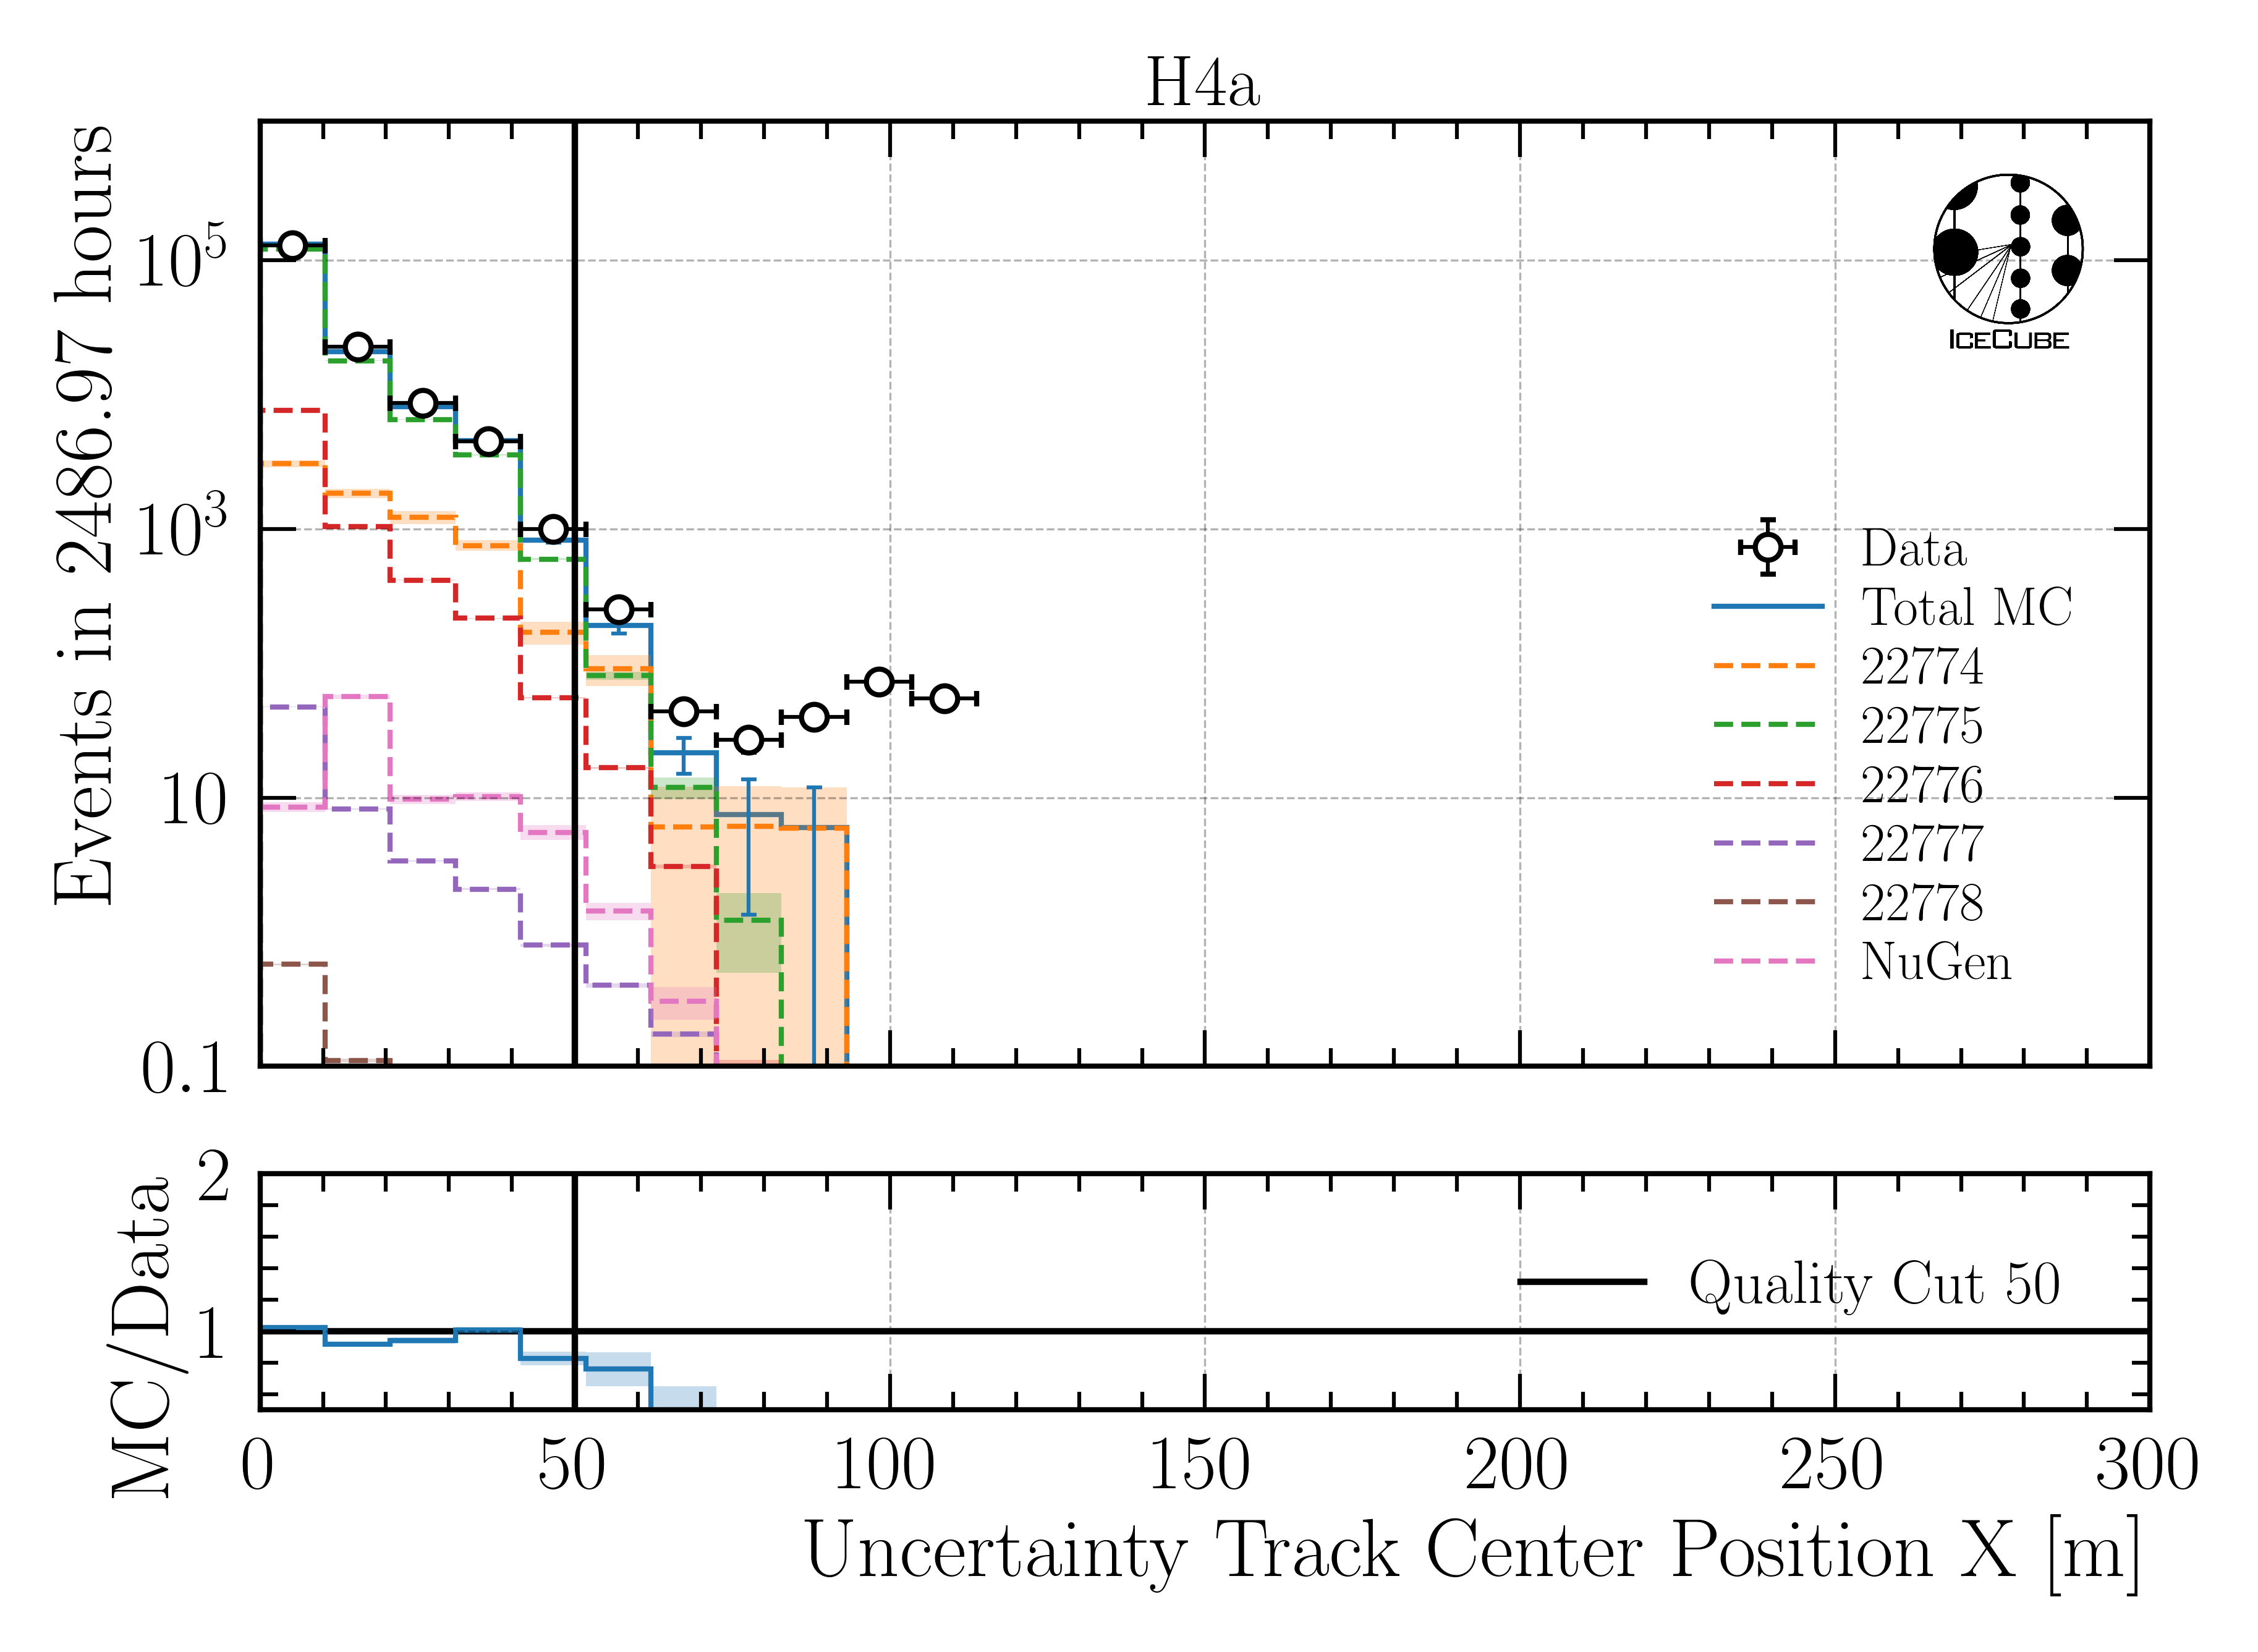 H4a
Events in 2486.97 hours
10^5
10^3
10
0.1
ICECUBE
Data
Total MC
22774
22775
22776
22777
22778
NuGen
MC/Data
2
1
Quality Cut 50
0 50 100 150 200 250 300
Uncertainty Track Center Position X [m]